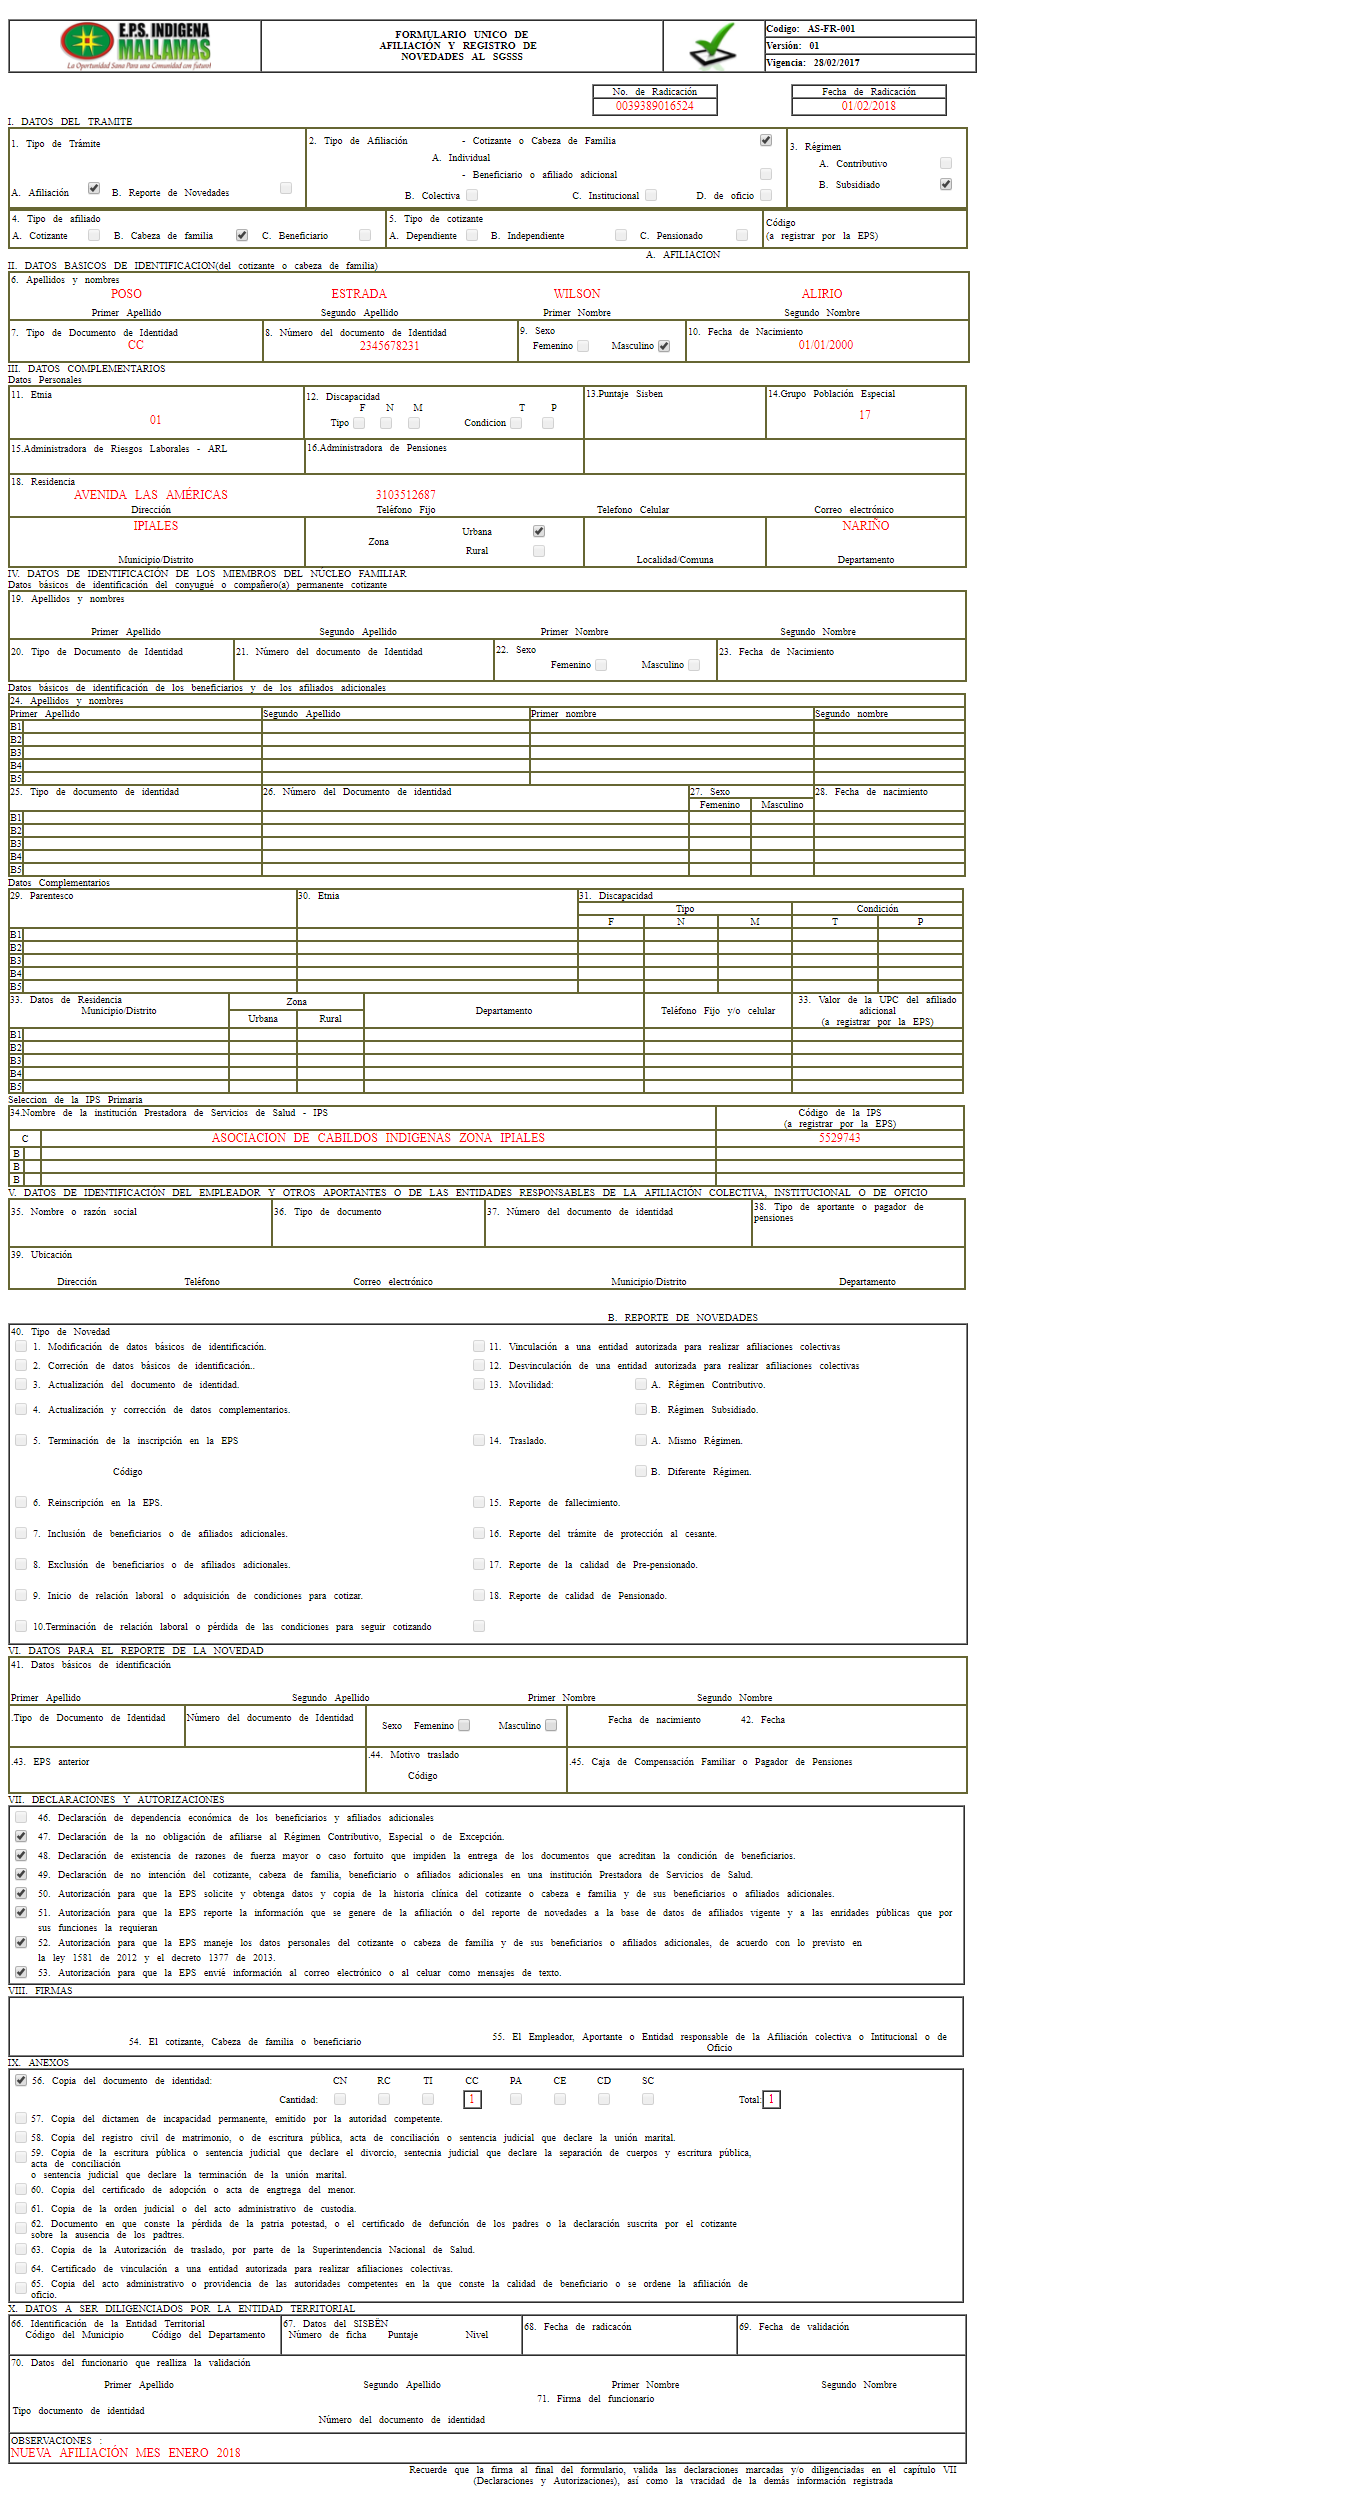 E.P.S. INDIGENA
MALLAMAS
La Oportunidad Sana Para una Comunidad con futuro!
FORMULARIO UNICO DE
AFILIACIÓN Y REGISTRO DE
NOVEDADES AL SGSSS
Codigo: AS-FR-001
Versión: 01
Vigencia: 28/02/2017
No. de Radicación
0039389016524
Fecha de Radicación
01/02/2018
I. DATOS DEL TRAMITE
1. Tipo de Trámite
A. Afiliación B. Reporte de Novedades
2. Tipo de Afiliación - Cotizante o Cabeza de Familia
A. Individual
- Beneficiario o afiliado adicional
B. Colectiva C. Institucional D. de oficio
3. Régimen
A. Contributivo
B. Subsidiado
4. Tipo de afiliado
A. Cotizante B. Cabeza de familia C. Beneficiario
5. Tipo de cotizante
A. Dependiente B. Independiente C. Pensionado
Código
(a registrar por la EPS)
A. AFILIACION
II. DATOS BASICOS DE IDENTIFICACION(del cotizante o cabeza de familia)
6. Apellidos y nombres
POSO ESTRADA WILSON ALIRIO
Primer Apellido Segundo Apellido Primer Nombre Segundo Nombre
7. Tipo de Documento de Identidad
CC
8. Número del documento de Identidad
2345678231
9. Sexo
Femenino Masculino
10. Fecha de Nacimiento
01/01/2000
III. DATOS COMPLEMENTARIOS
Datos Personales
11. Etnia
01
12. Discapacidad
F N M T P
Tipo Condicion
13.Puntaje Sisben
14.Grupo Población Especial
17
15.Administradora de Riesgos Laborales - ARL
16.Administradora de Pensiones
18. Residencia
AVENIDA LAS AMÉRICAS 3103512687
Dirección Teléfono Fijo Telefono Celular Correo electrónico
IPIALES
Municipio/Distrito
Zona
Urbana
Rural
Localidad/Comuna
NARIÑO
Departamento
IV. DATOS DE IDENTIFICACIÓN DE LOS MIEMBROS DEL NÚCLEO FAMILIAR
Datos básicos de identificación del conyugué o compañero(a) permanente cotizante
19. Apellidos y nombres
Primer Apellido Segundo Apellido Primer Nombre Segundo Nombre
20. Tipo de Documento de Identidad
21. Número del documento de Identidad
22. Sexo
Femenino Masculino
23. Fecha de Nacimiento
Datos básicos de identificación de los beneficiarios y de los afiliados adicionales
24. Apellidos y nombres
Primer Apellido Segundo Apellido Primer nombre Segundo nombre
B1
B2
B3
B4
B5
25. Tipo de documento de identidad 26. Número del Documento de identidad 27. Sexo 28. Fecha de nacimiento
Femenino Masculino
B1
B2
B3
B4
B5
Datos Complementarios
29. Parentesco 30. Etnia 31. Discapacidad
Tipo Condición
F N M T P
B1
B2
B3
B4
B5
33. Datos de Residencia
Municipio/Distrito
Zona
Urbana Rural
Departamento
Teléfono Fijo y/o celular
33. Valor de la UPC del afiliado
adicional
(a registrar por la EPS)
B1
B2
B3
B4
B5
Seleccion de la IPS Primaria
34.Nombre de la institución Prestadora de Servicios de Salud - IPS
Código de la IPS
(a registrar por la EPS)
C ASOCIACION DE CABILDOS INDIGENAS ZONA IPIALES 5529743
B
B
B
V. DATOS DE IDENTIFICACIÓN DEL EMPLEADOR Y OTROS APORTANTES O DE LAS ENTIDADES RESPONSABLES DE LA AFILIACIÓN COLECTIVA, INSTITUCIONAL O DE OFICIO
35. Nombre o razón social
36. Tipo de documento
37. Número del documento de identidad
38. Tipo de aportante o pagador de
pensiones
39. Ubicación
Dirección Teléfono Correo electrónico Municipio/Distrito Departamento
B. REPORTE DE NOVEDADES
40. Tipo de Novedad
1. Modificación de datos básicos de identificación. 11. Vinculación a una entidad autorizada para realizar afiliaciones colectivas
2. Correción de datos básicos de identificación.. 12. Desvinculación de una entidad autorizada para realizar afiliaciones colectivas
3. Actualización del documento de identidad. 13. Movilidad: A. Régimen Contributivo.
4. Actualización y corrección de datos complementarios. B. Régimen Subsidiado.
5. Terminación de la inscripción en la EPS 14. Traslado. A. Mismo Régimen.
Código B. Diferente Régimen.
6. Reinscripción en la EPS. 15. Reporte de fallecimiento.
7. Inclusión de beneficiarios o de afiliados adicionales. 16. Reporte del trámite de protección al cesante.
8. Exclusión de beneficiarios o de afiliados adicionales. 17. Reporte de la calidad de Pre-pensionado.
9. Inicio de relación laboral o adquisición de condiciones para cotizar. 18. Reporte de calidad de Pensionado.
10.Terminación de relación laboral o pérdida de las condiciones para seguir cotizando
VI. DATOS PARA EL REPORTE DE LA NOVEDAD
41. Datos básicos de identificación
Primer Apellido Segundo Apellido Primer Nombre Segundo Nombre
.Tipo de Documento de Identidad
Número del documento de Identidad
Sexo Femenino Masculino
Fecha de nacimiento 42. Fecha
.43. EPS anterior
.44. Motivo traslado
Código
.45. Caja de Compensación Familiar o Pagador de Pensiones
VII. DECLARACIONES Y AUTORIZACIONES
46. Declaración de dependencia económica de los beneficiarios y afiliados adicionales
47. Declaración de la no obligación de afiliarse al Régimen Contributivo, Especial o de Excepción.
48. Declaración de existencia de razones de fuerza mayor o caso fortuito que impiden la entrega de los documentos que acreditan la condición de beneficiarios.
49. Declaración de no intención del cotizante, cabeza de familia, beneficiario o afiliados adicionales en una institución Prestadora de Servicios de Salud.
50. Autorización para que la EPS solicite y obtenga datos y copia de la historia clínica del cotizante o cabeza e familia y de sus beneficiarios o afiliados adicionales.
51. Autorización para que la EPS reporte la información que se genere de la afiliación o del reporte de novedades a la base de datos de afiliados vigente y a las enridades públicas que por
sus funciones la requieran
52. Autorización para que la EPS maneje los datos personales del cotizante o cabeza de familia y de sus beneficiarios o afiliados adicionales, de acuerdo con lo previsto en
la ley 1581 de 2012 y el decreto 1377 de 2013.
53. Autorización para que la EPS envié información al correo electrónico o al celuar como mensajes de texto.
VIII. FIRMAS
54. El cotizante, Cabeza de familia o beneficiario
55. El Empleador, Aportante o Entidad responsable de la Afiliación colectiva o Intitucional o de
Oficio
IX. ANEXOS
56. Copia del documento de identidad: CN RC TI CC PA CE CD SC
Cantidad: 1 Total: 1
57. Copia del dictamen de incapacidad permanente, emitido por la autoridad competente.
58. Copia del registro civil de matrimonio, o de escritura pública, acta de conciliación o sentencia judicial que declare la unión marital.
59. Copia de la escritura pública o sentencia judicial que declare el divorcio, sentecnia judicial que declare la separación de cuerpos y escritura pública,
acta de conciliación
o sentencia judicial que declare la terminación de la unión marital.
60. Copia del certificado de adopción o acta de engtrega del menor.
61. Copia de la orden judicial o del acto administrativo de custodia.
62. Documento en que conste la pérdida de la patria potestad, o el certificado de defunción de los padres o la declaración suscrita por el cotizante
sobre la ausencia de los padtres.
63. Copia de la Autorización de traslado, por parte de la Superintendencia Nacional de Salud.
64. Certificado de vinculación a una entidad autorizada para realizar afiliaciones colectivas.
65. Copia del acto administrativo o providencia de las autoridades competentes en la que conste la calidad de beneficiario o se ordene la afiliación de
oficio.
X. DATOS A SER DILIGENCIADOS POR LA ENTIDAD TERRITORIAL
66. Identificación de la Entidad Territorial
Código del Municipio Código del Departamento
67. Datos del SISBÉN
Número de ficha Puntaje Nivel
68. Fecha de radicacón
69. Fecha de validación
70. Datos del funcionario que realliza la validación
Primer Apellido Segundo Apellido Primer Nombre Segundo Nombre
71. Firma del funcionario
Tipo documento de identidad
Número del documento de identidad
OBSERVACIONES :
NUEVA AFILIACIÓN MES ENERO 2018
Recuerde que la firma al final del formulario, valida las declaraciones marcadas y/o diligenciadas en el capítulo VII
(Declaraciones y Autorizaciones), así como la vracidad de la demás información registrada